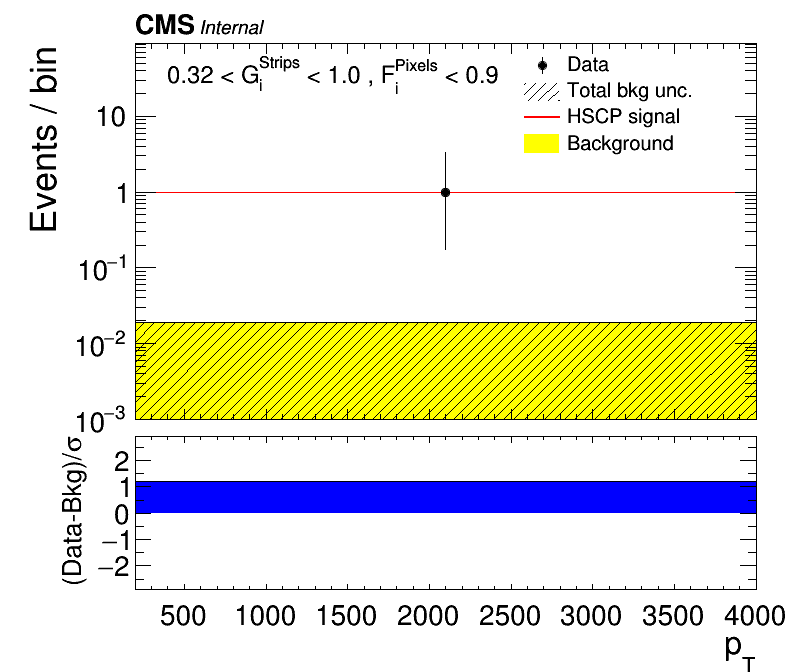 CMS Internal
Events / bin
0.32 < G_i^Strips < 1.0 , F_i^Pixels < 0.9
Data
Total bkg unc.
HSCP signal
Background
10
1
10^−1
10^−2
10^−3
(Data-Bkg)/σ
2
1
0
−1
−2
500 1000 1500 2000 2500 3000 3500 4000
p_T